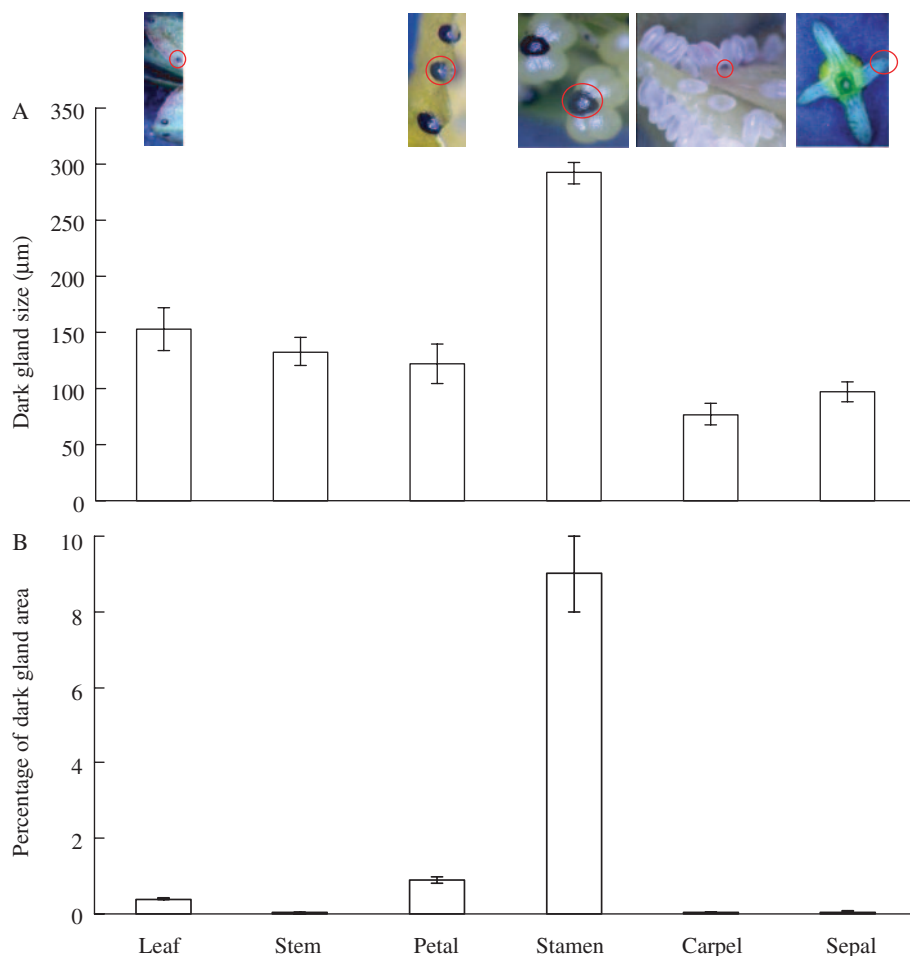 A
350
300
250
200
150
100
50
0
Dark gland size (μm)
B
10
8
6
4
2
0
Percentage of dark gland area
Leaf Stem Petal Stamen Carpel Sepal